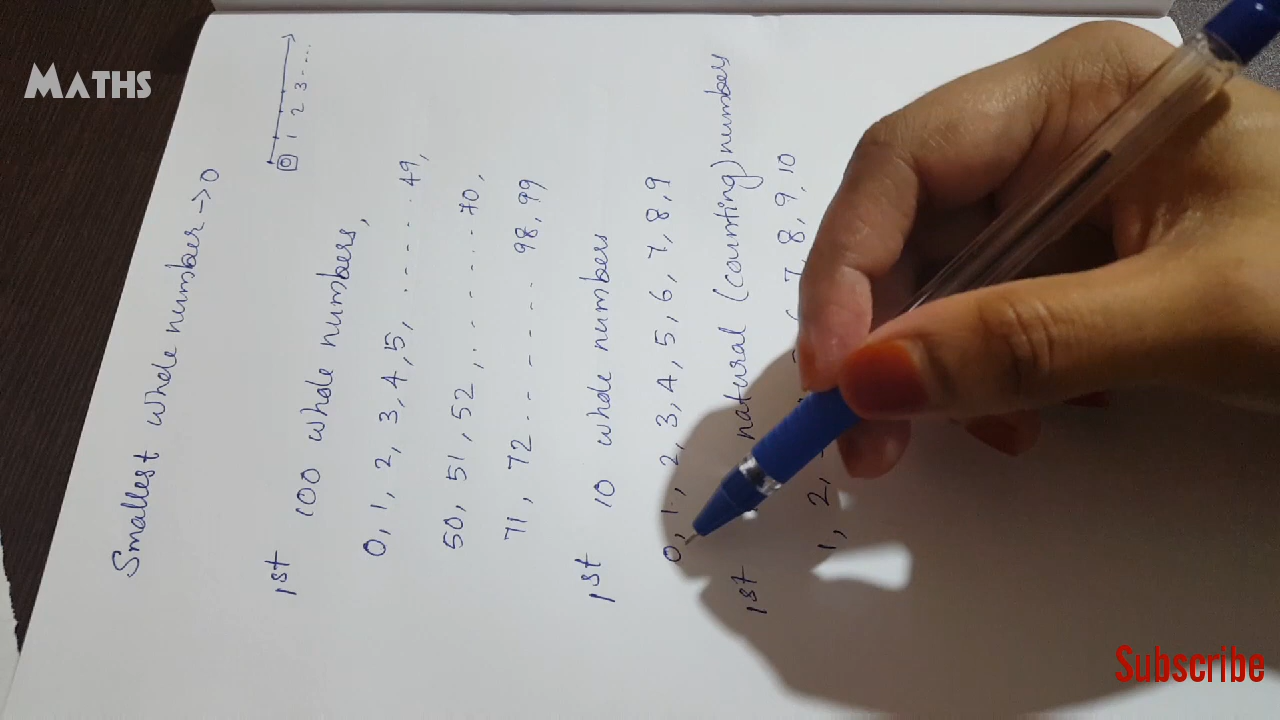 MATHS
Smallest whole number → 0
0 1 2 3 ....
1st 100 whole numbers,
0, 1, 2, 3, 4, 5, ....... 49,
50, 51, 52, ....... 70,
71, 72 ........ 98, 99
1st 10 whole numbers
0, 1, 2, 3, 4, 5, 6, 7, 8, 9
1st natural (counting) numbers
1, 2, 7, 8, 9, 10
Subscribe